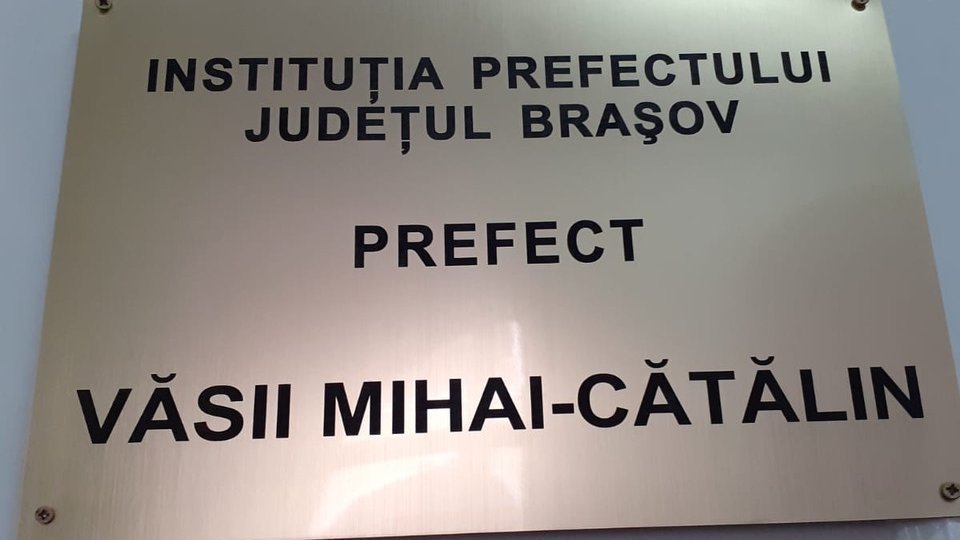 INSTITUȚIA PREFECTULUI
JUDEȚUL BRAŞOV
PREFECT
VĂSII MIHAI-CĂTĂLIN